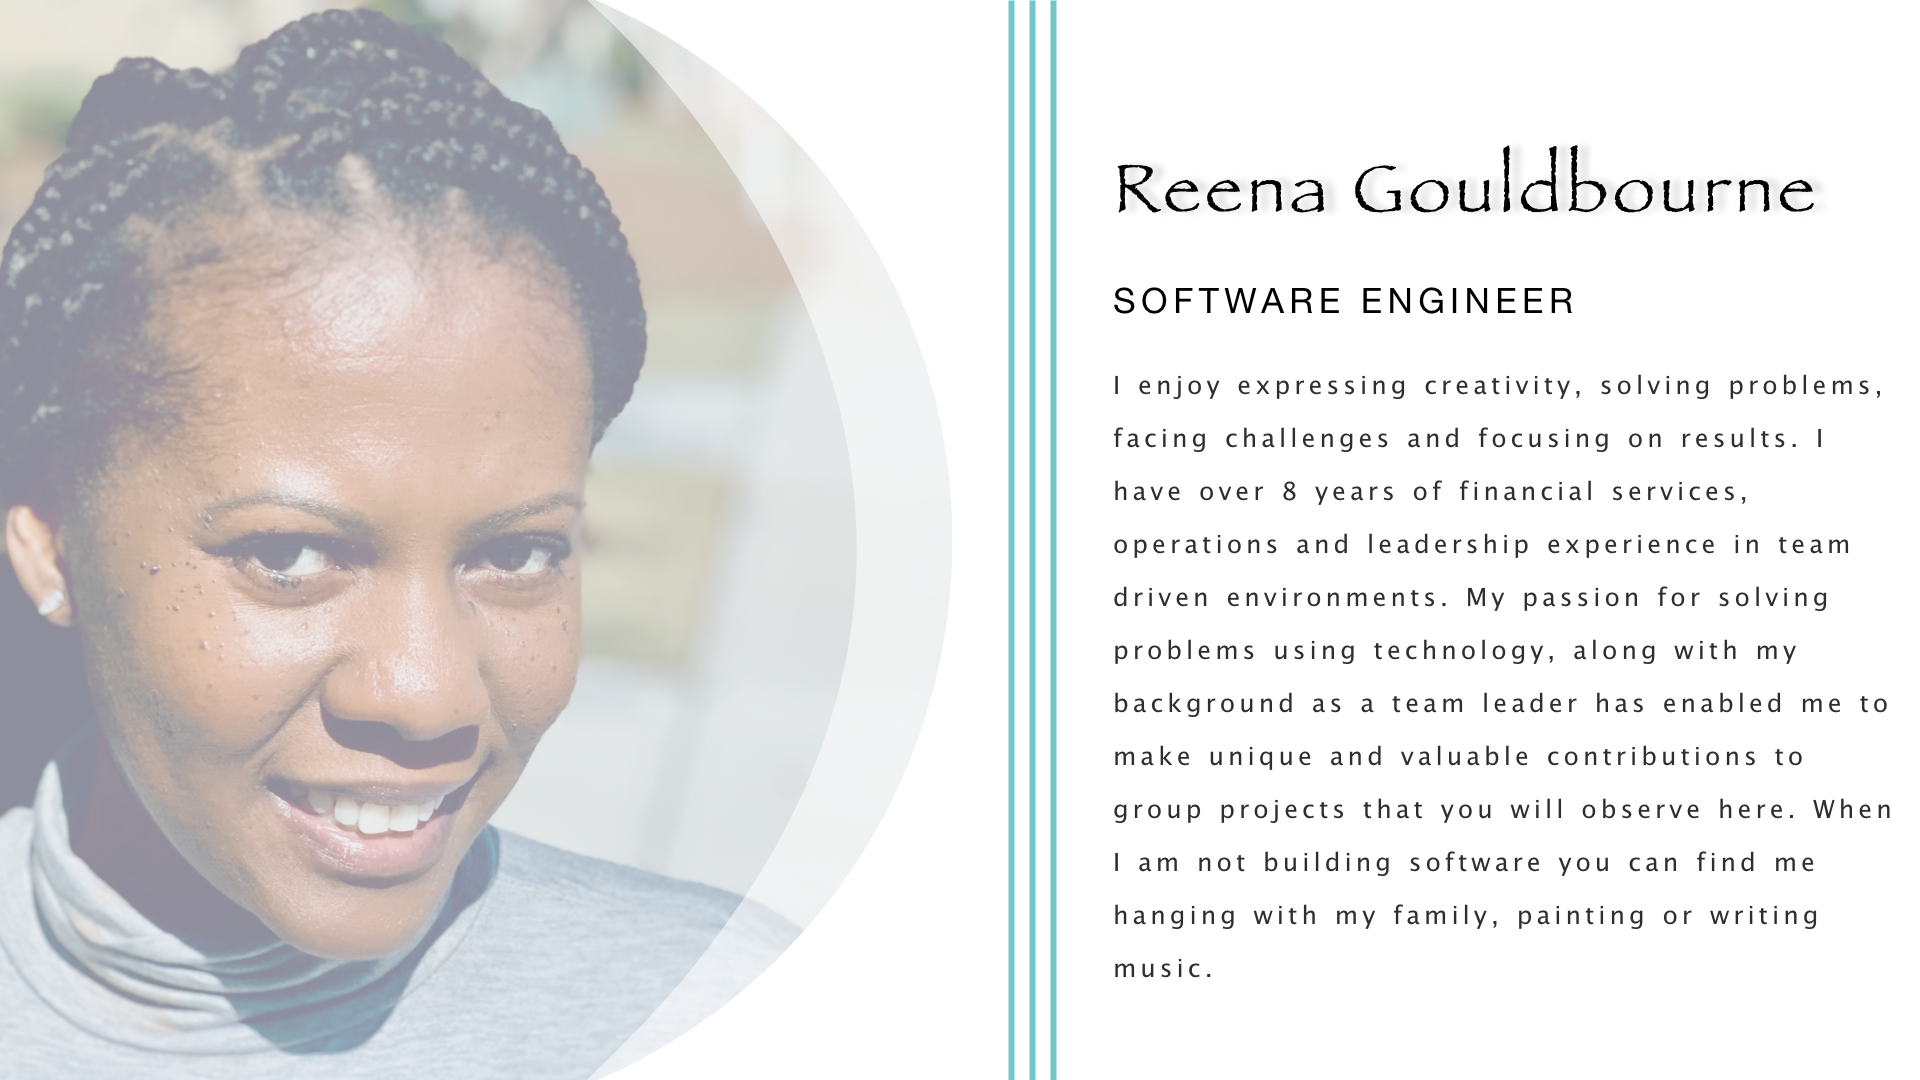 Reena Gouldbourne
SOFTWARE ENGINEER
I enjoy expressing creativity, solving problems,
facing challenges and focusing on results. I
have over 8 years of financial services,
operations and leadership experience in team
driven environments. My passion for solving
problems using technology, along with my
background as a team leader has enabled me to
make unique and valuable contributions to
group projects that you will observe here. When
I am not building software you can find me
hanging with my family, painting or writing
music.